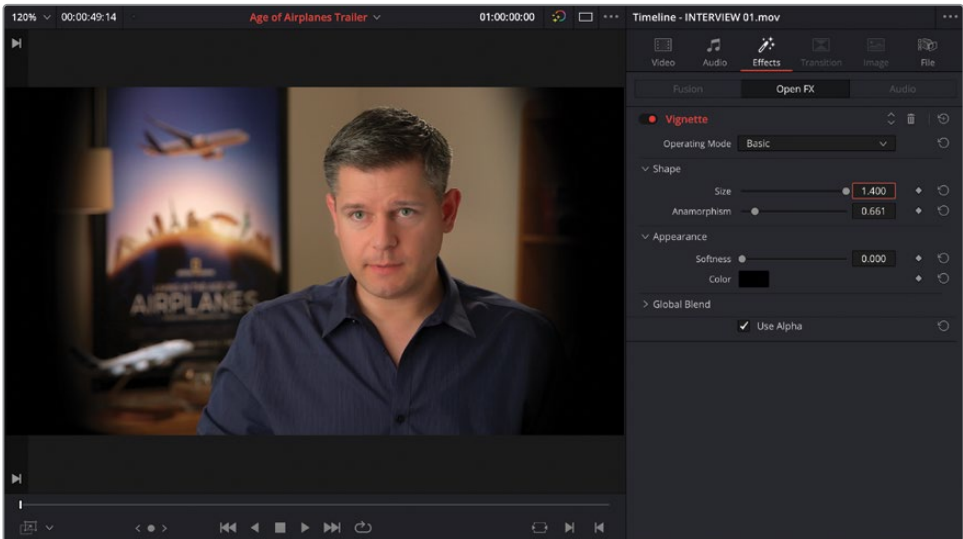 120% 00:00:49:14 Age of Airplanes Trailer 01:00:00:00
Timeline - INTERVIEW 01.mov
Video Audio Effects Transition Image File
Fusion Open FX Audio
Vignette
Operating Mode Basic
Shape
Size 1.400
Anamorphism 0.661
Appearance
Softness 0.000
Color
Global Blend
Use Alpha
AIRPLANES